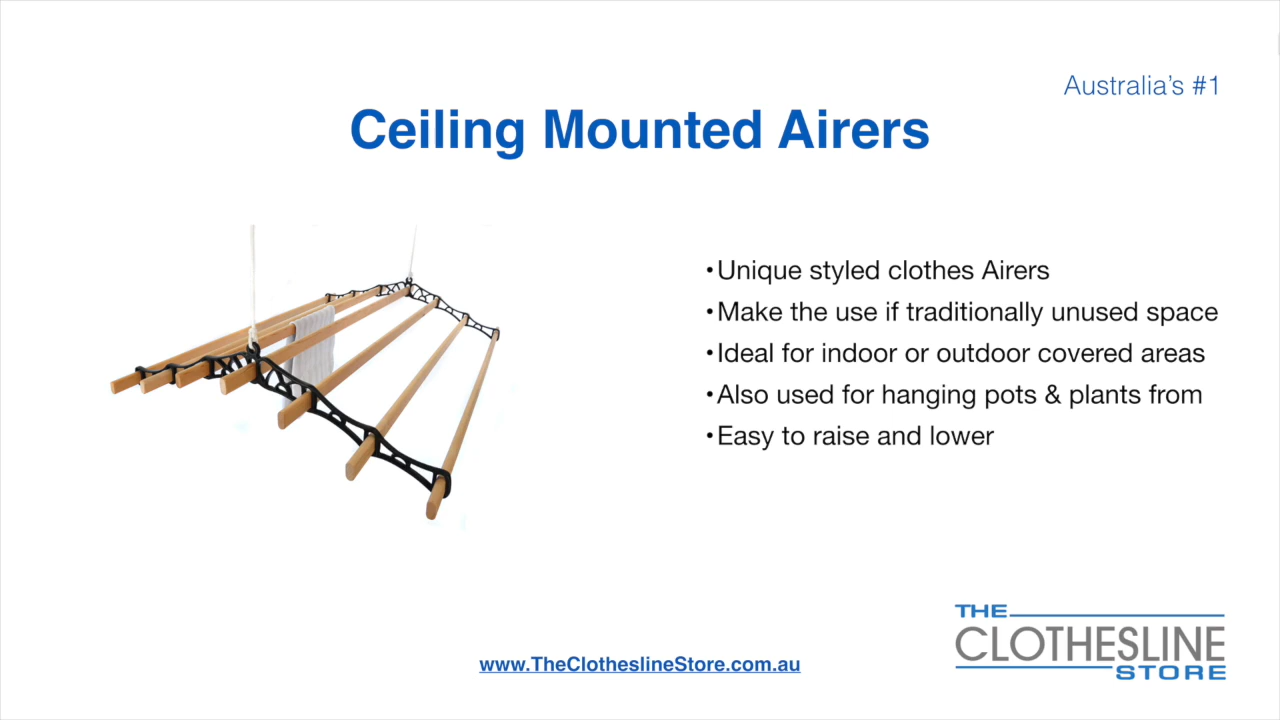 Australia's #1
Ceiling Mounted Airers
•Unique styled clothes Airers
•Make the use if traditionally unused space
•Ideal for indoor or outdoor covered areas
•Also used for hanging pots & plants from
•Easy to raise and lower
www.TheClotheslineStore.com.au
THE
CLOTHESLINE
STORE